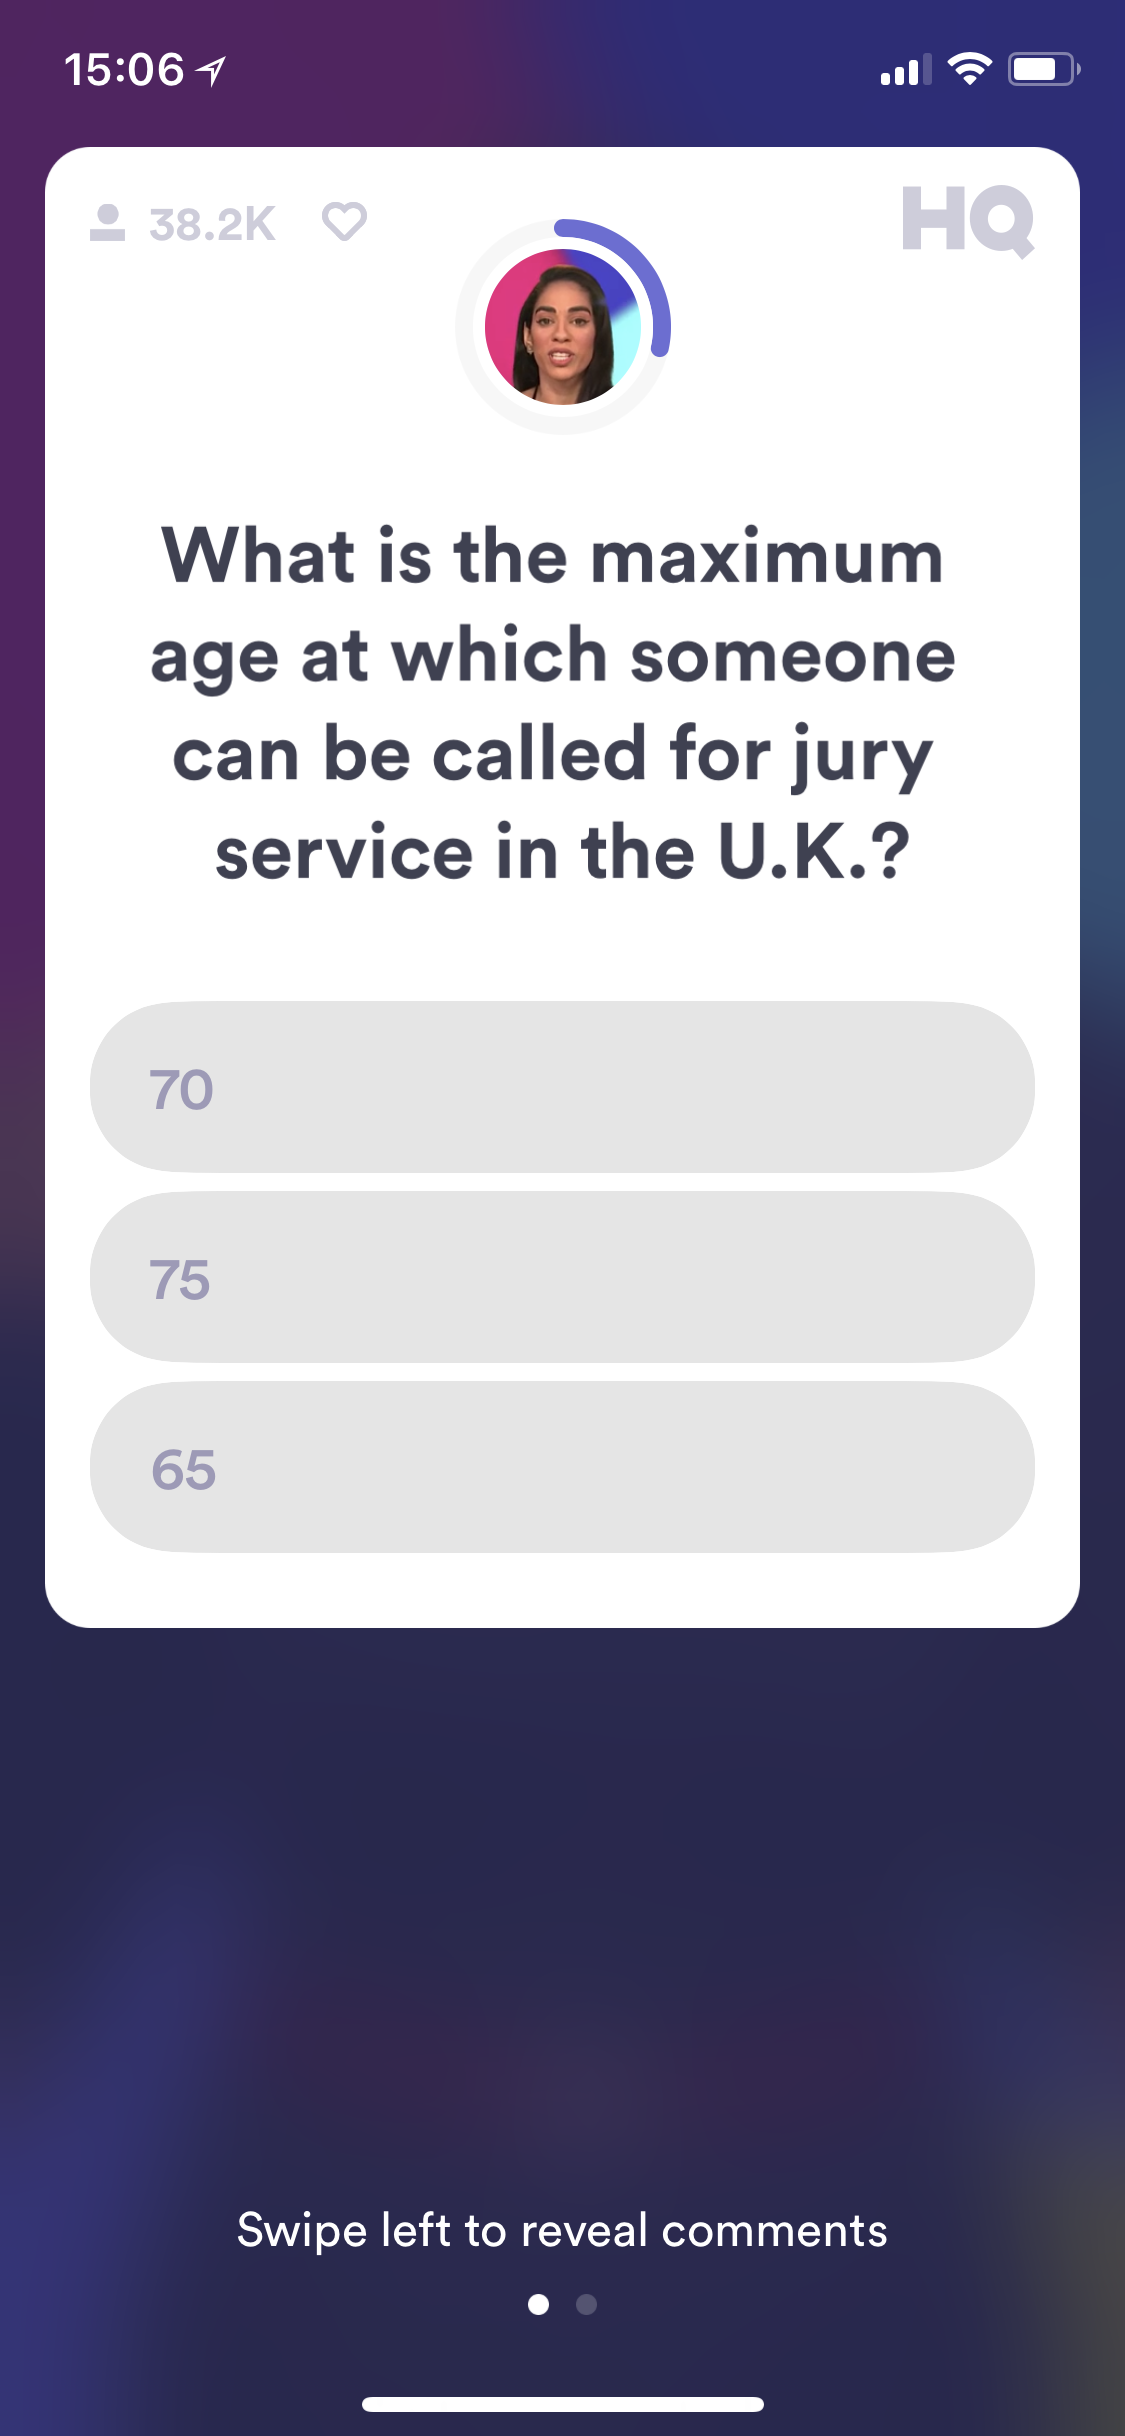 15:06
38.2K
HQ
What is the maximum
age at which someone
can be called for jury
service in the U.K.?
70
75
65
Swipe left to reveal comments